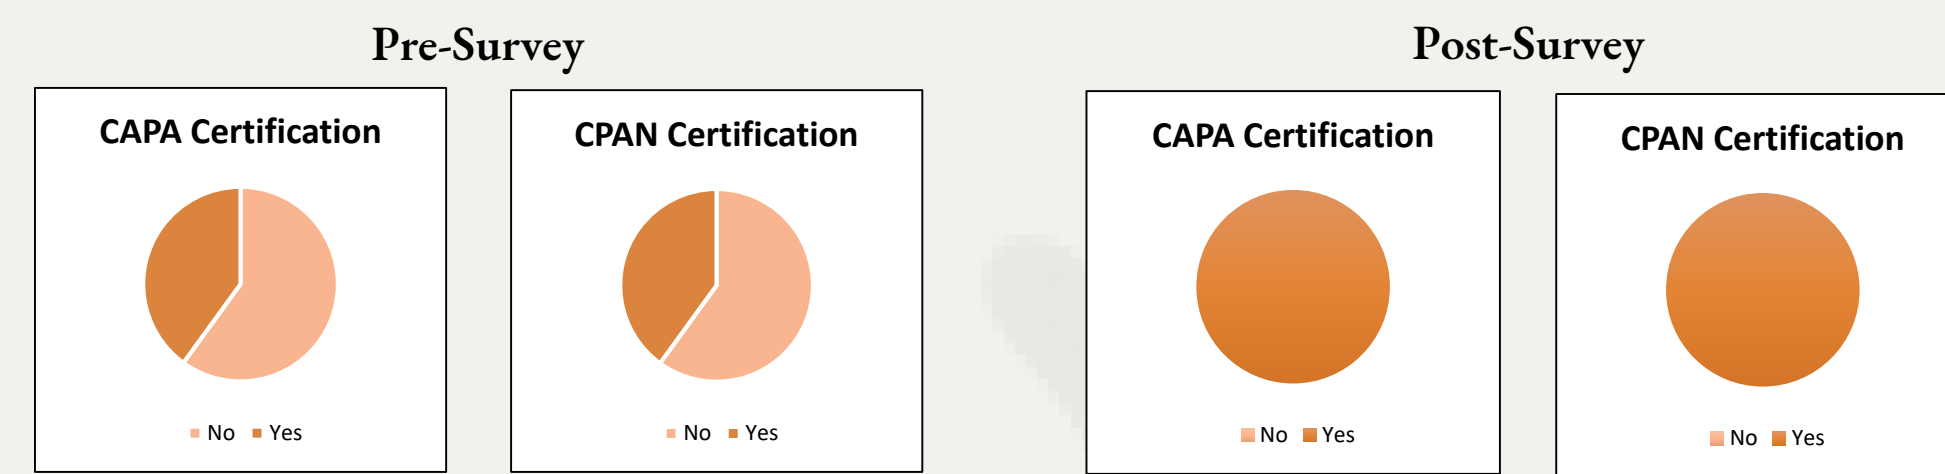 Pre-Survey
Post-Survey
CAPA Certification
No Yes
CPAN Certification
No Yes
CAPA Certification
No Yes
CPAN Certification
No Yes